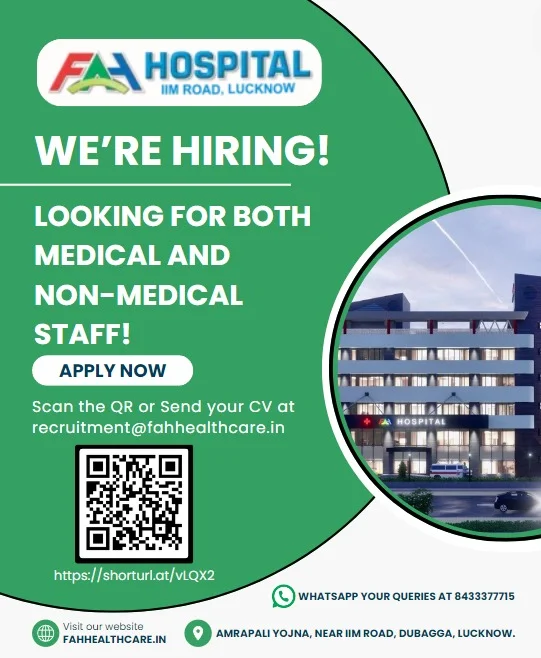 FAH HOSPITAL
IIM ROAD, LUCKNOW
WE'RE HIRING!
LOOKING FOR BOTH
MEDICAL AND
NON-MEDICAL
STAFF!
APPLY NOW
Scan the QR or Send your CV at
recruitment@fahhealthcare.in
FAH HOSPITAL
https://shorturl.at/vLQX2
WHATSAPP YOUR QUERIES AT 8433377715
Visit our website
FAHHEALTHCARE.IN
AMRAPALI YOJNA, NEAR IIM ROAD, DUBAGGA, LUCKNOW.